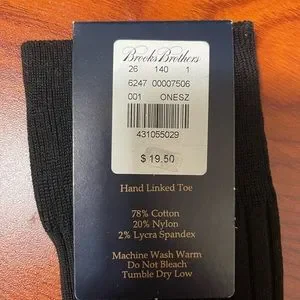 Brooks Brothers
26 140 1
6247 00007506
001 ONESZ
431055029
$ 19.50
Hand Linked Toe
78% Cotton
20% Nylon
2% Lycra Spandex
Machine Wash Warm
Do Not Bleach
Tumble Dry Low